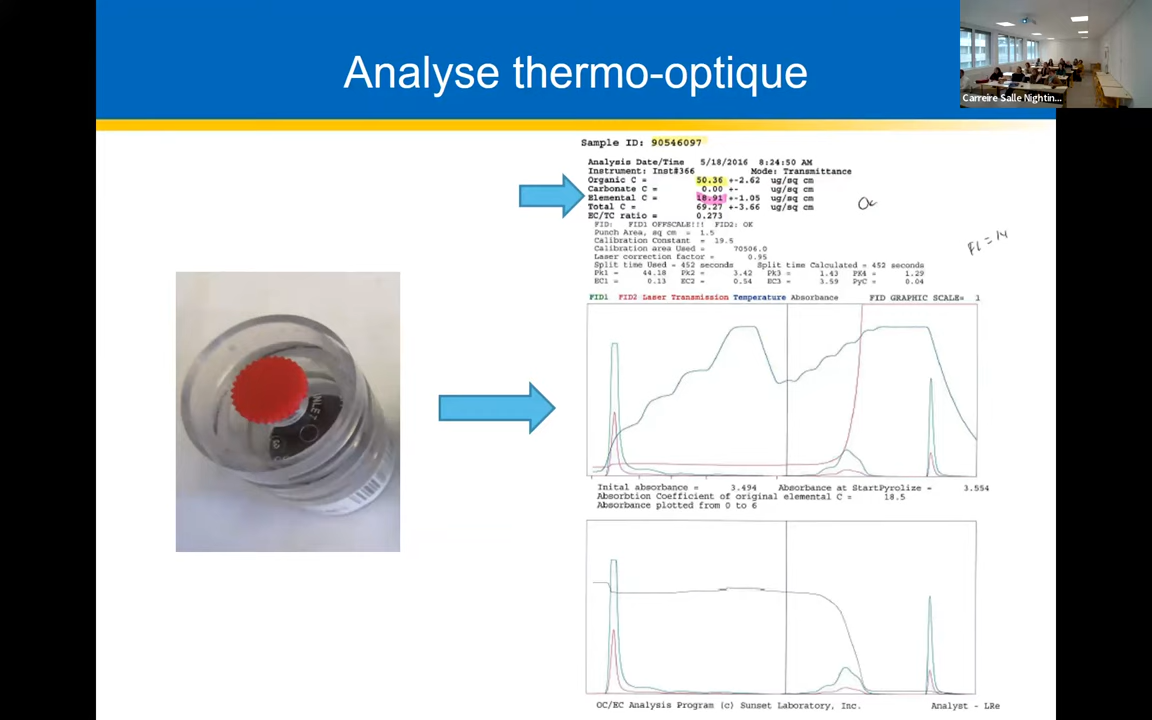 Analyse thermo-optique
Carreire Salle Nightin...
Sample ID: 90546097
Analysis Date/Time 5/18/2016 8:24:50 AM
Instrument: Inst#366 Mode: Transmittance
Organic C = 50.36 +-2.62 ug/sq cm
Carbonate C = 0.00 +- ug/sq cm
Elemental C = 18.91 +-1.05 ug/sq cm
Total C = 69.27 +-3.66 ug/sq cm
EC/TC ratio = 0.273
FID: FID1 OFFSCALE!!! FID2: OK
Punch Area, sq cm = 1.5
Calibration Constant = 19.5
Calibration area Used = 70506.0
Laser correction factor = 0.95
Split time Used = 452 seconds Split time Calculated = 452 seconds
Pk1 = 44.18 Pk2 = 3.42 Pk3 = 1.43 PK4 = 1.29
EC1 = 0.13 EC2 = 0.54 EC3 = 3.59 PyC = 0.04
FID1 FID2 Laser Transmission Temperature Absorbance FID GRAPHIC SCALE= 1
Inital absorbance = 3.494 Absorbance at StartPyrolize = 3.554
Absorbtion Coefficient of original elemental C = 18.5
Absorbance plotted from 0 to 6
OC/EC Analysis Program (c) Sunset Laboratory, Inc. Analyst - LRe